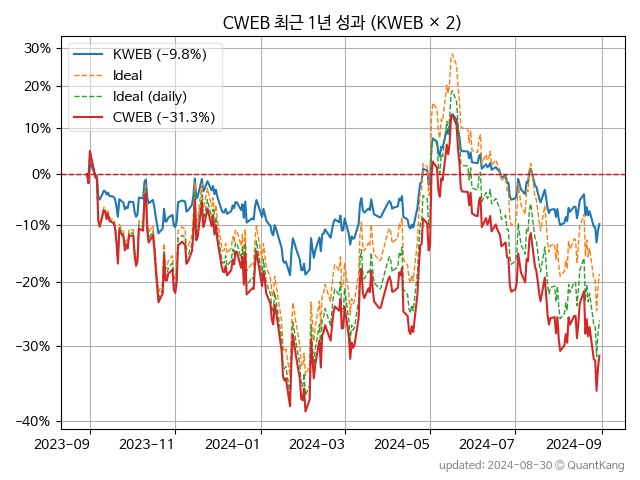 CWEB 최근 1년 성과 (KWEB × 2)
KWEB (−9.8%)
Ideal
Ideal (daily)
CWEB (−31.3%)
30%
20%
10%
0%
−10%
−20%
−30%
−40%
2023-09
2023-11
2024-01
2024-03
2024-05
2024-07
2024-09
updated: 2024-08-30 © QuantKang